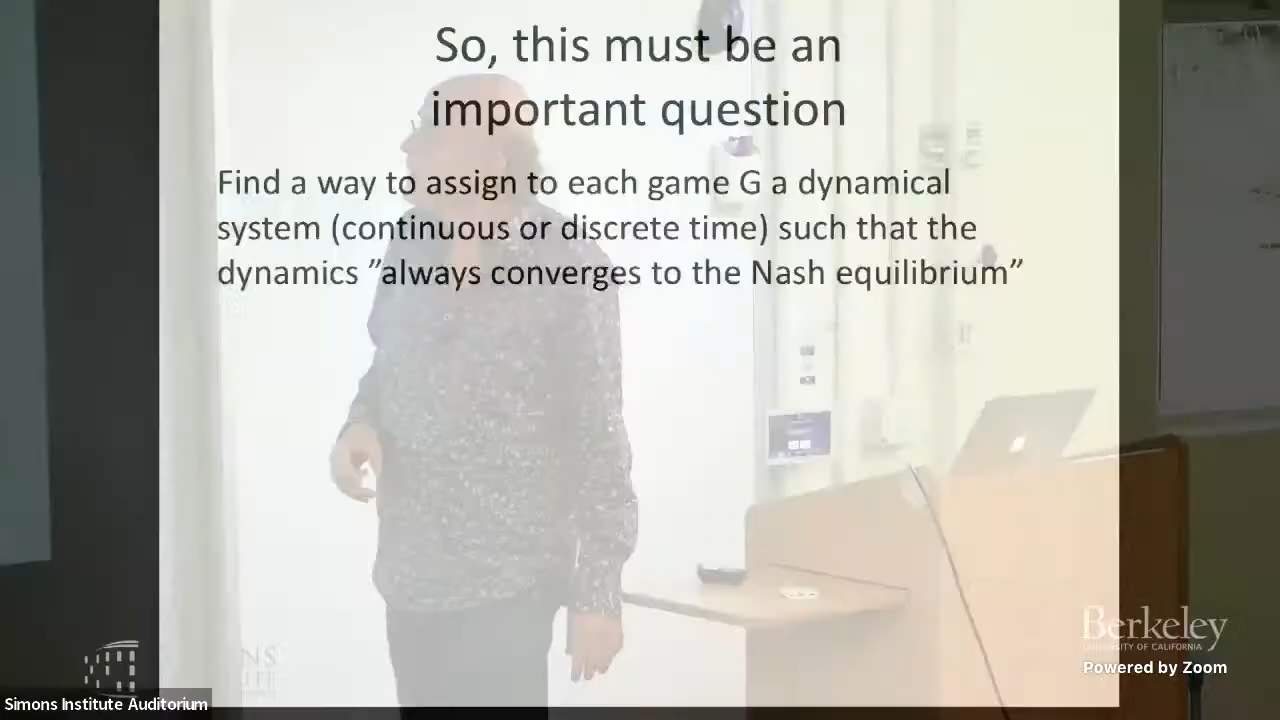 So, this must be an
important question
Find a way to assign to each game G a dynamical
system (continuous or discrete time) such that the
dynamics ”always converges to the Nash equilibrium”
Berkeley
UNIVERSITY OF CALIFORNIA
Powered by Zoom
Simons Institute Auditorium